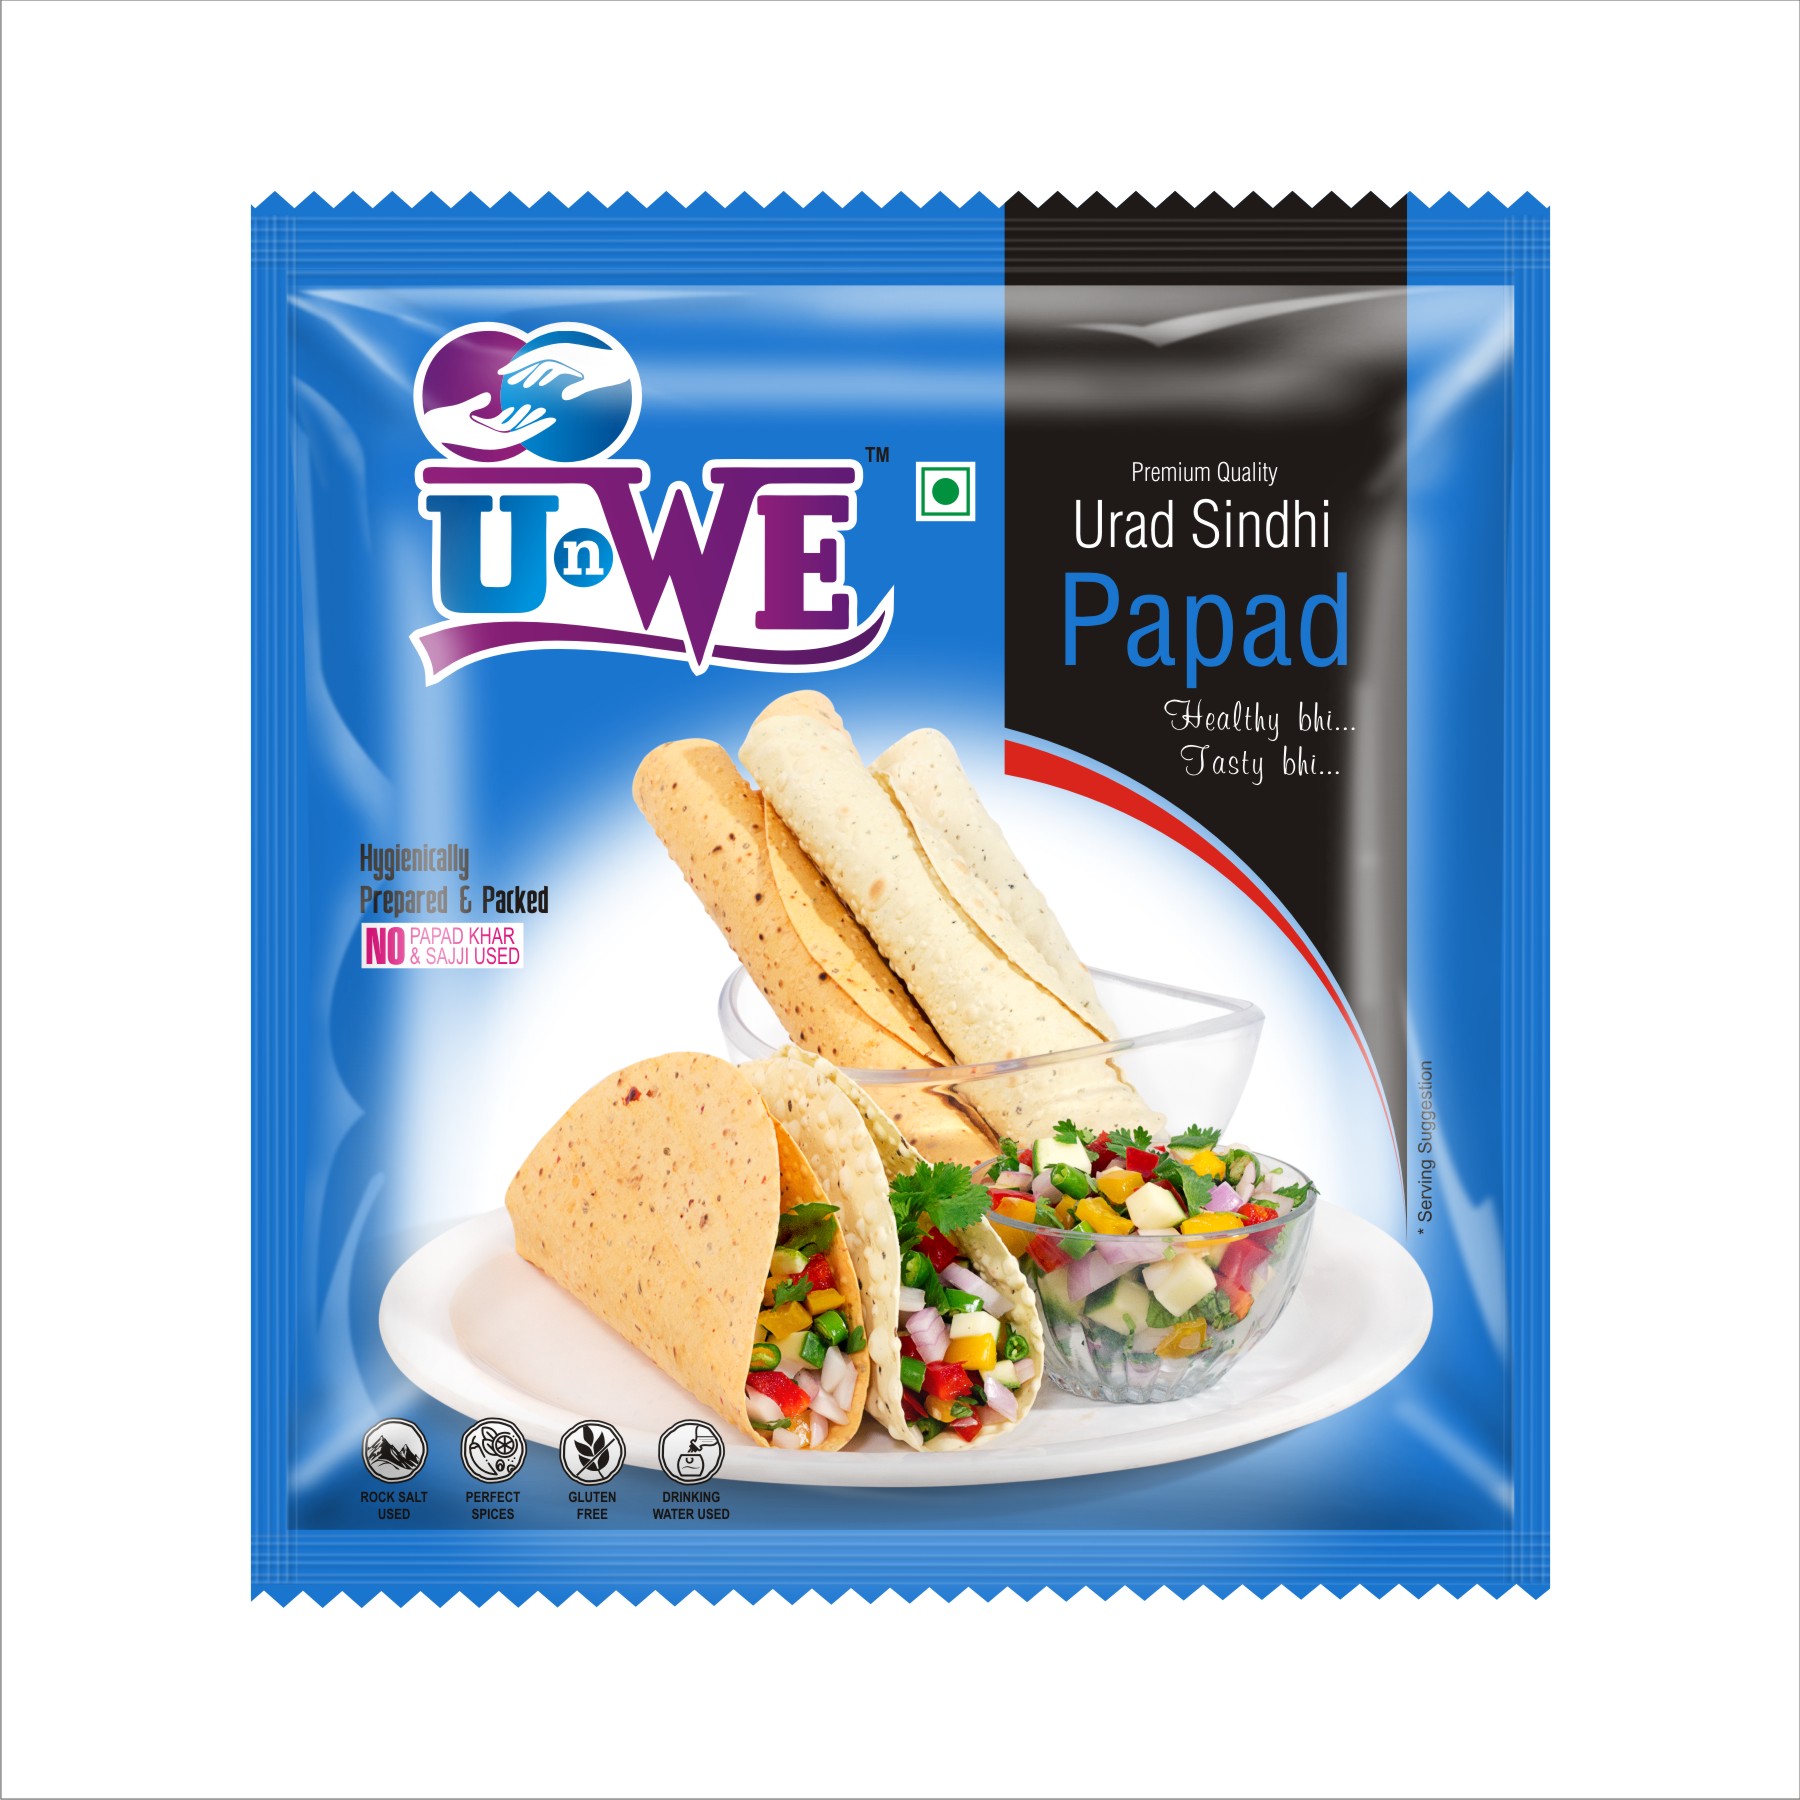 UnWE
TM
Premium Quality
Urad Sindhi
Papad
Healthy bhi...
Tasty bhi...
Hygienically
Prepared & Packed
NO PAPAD KHAR
& SAJJI USED
* Serving Suggestion
ROCK SALT
USED
PERFECT
SPICES
GLUTEN
FREE
DRINKING
WATER USED